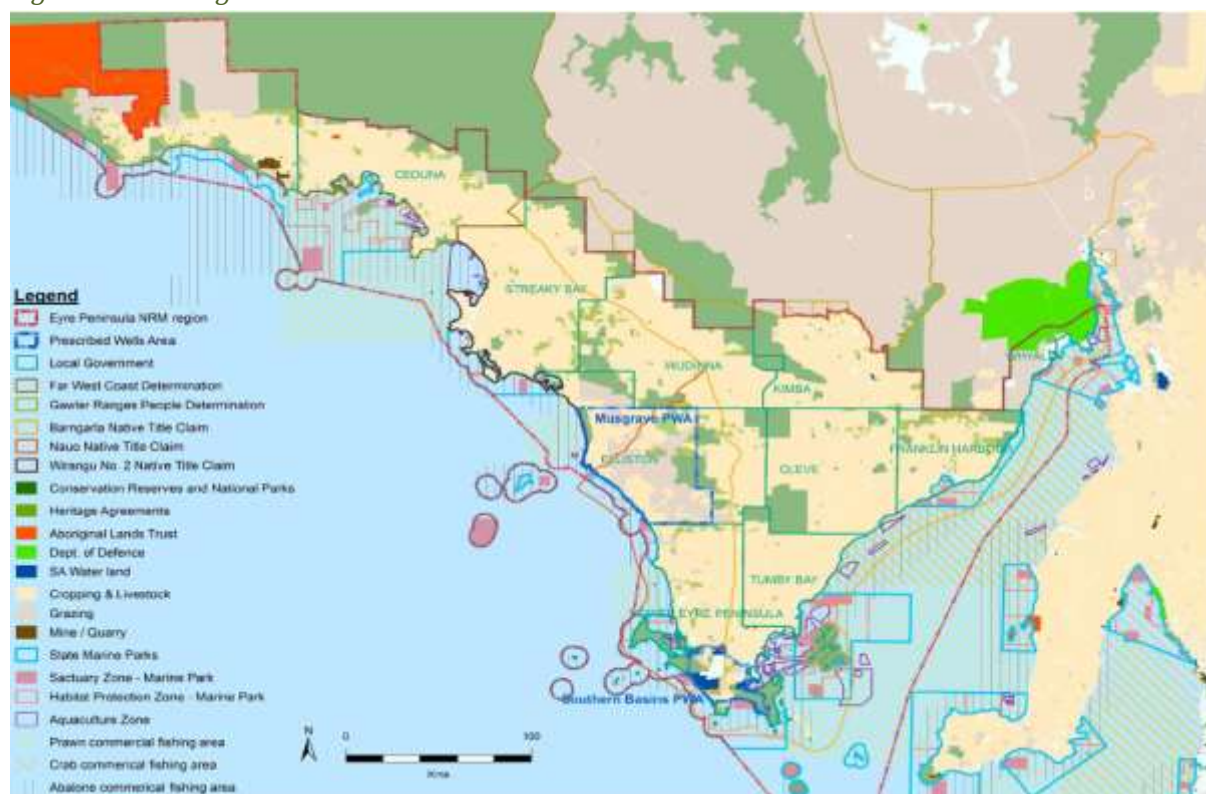 CEDUNA
STREAKY BAY
WUDINNA
KIMBA
WHYALLA
Musgrave PWA
ELLISTON
CLEVE
FRANKLIN HARBOUR
TUMBY BAY
LOWER EYRE PENINSULA
Southern Basins PWA
Legend
Eyre Peninsula NRM region
Prescribed Wells Area
Local Government
Far West Coast Determination
Gawler Ranges People Determination
Barngarla Native Title Claim
Nauo Native Title Claim
Wirangu No. 2 Native Title Claim
Conservation Reserves and National Parks
Heritage Agreements
Aboriginal Lands Trust
Dept. of Defence
SA Water land
Cropping & Livestock
Grazing
Mine / Quarry
State Marine Parks
Sactuary Zone - Marine Park
Habitat Protection Zone - Marine Park
Aquaculture Zone
Prawn commercial fishing area
Crab commerical fishing area
Abalone commerical fishing area
N
0 100
Kms